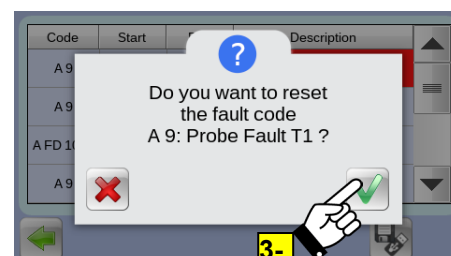 Code Start Description
A 9
A 9
A FD 10
A 9
?
Do you want to reset
the fault code
A 9: Probe Fault T1 ?
3-